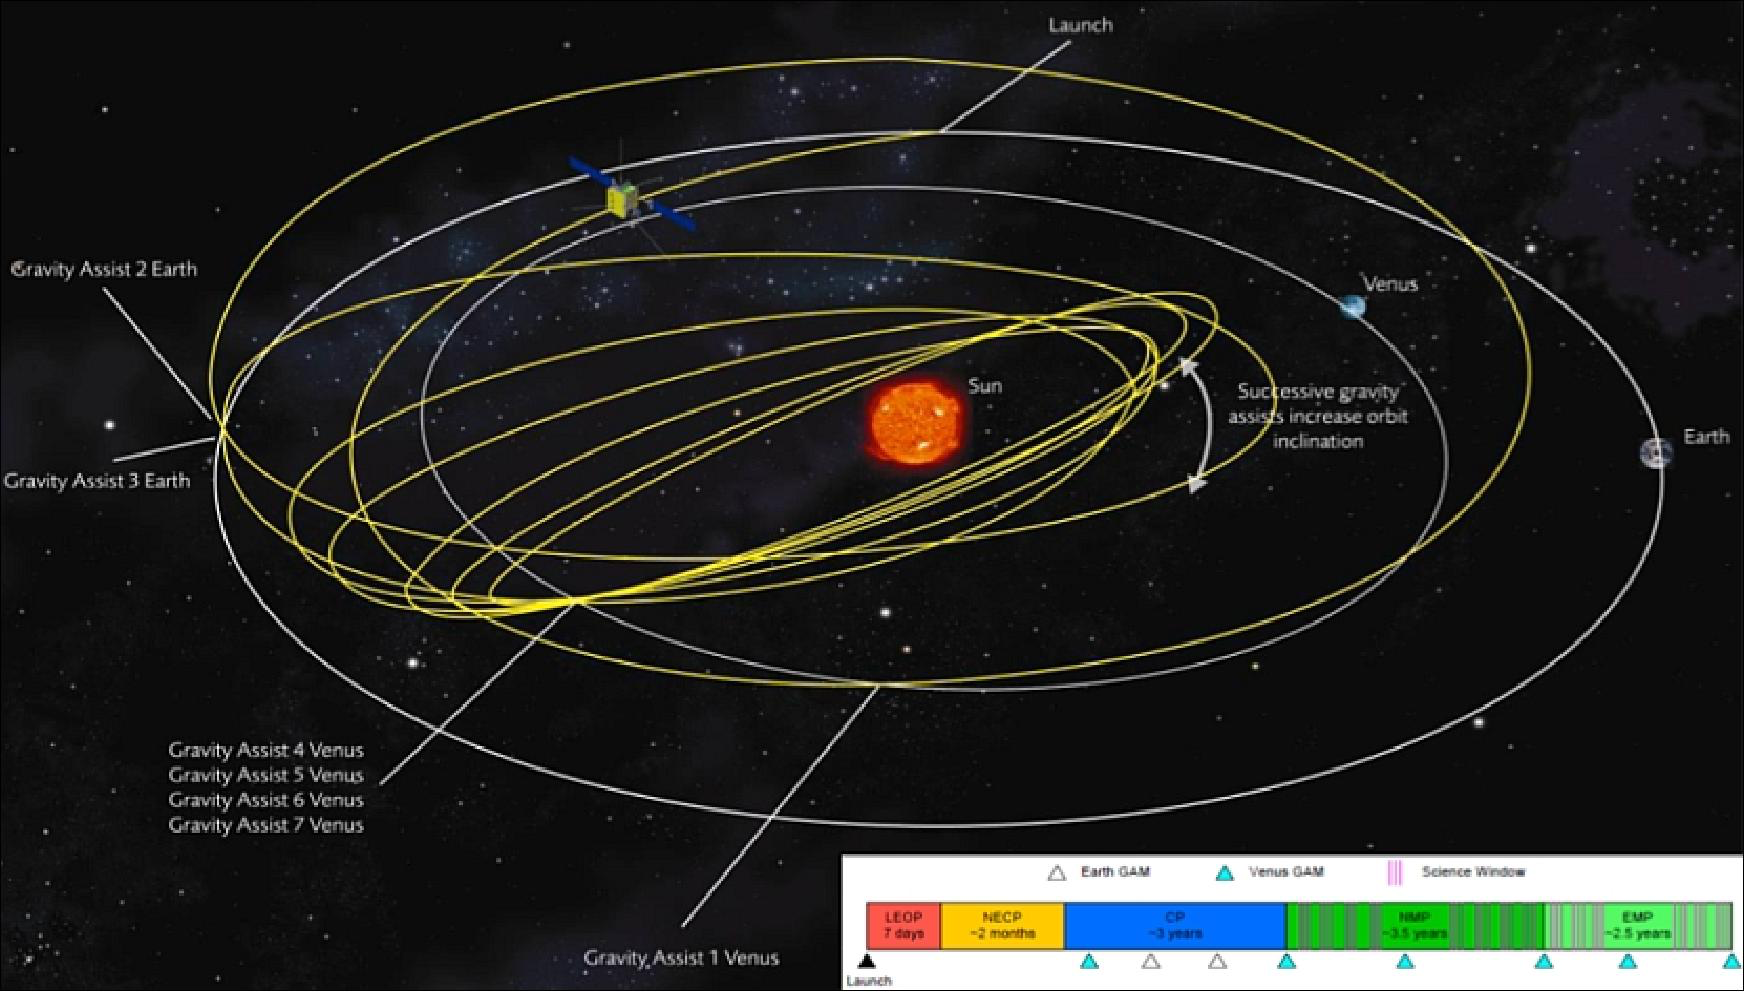 Launch
Gravity Assist 2 Earth
Venus
Sun
Successive gravity
assists increase orbit
inclination
Earth
Gravity Assist 3 Earth
Gravity Assist 4 Venus
Gravity Assist 5 Venus
Gravity Assist 6 Venus
Gravity Assist 7 Venus
Gravity Assist 1 Venus
Earth GAM
Venus GAM
Science Window
LEOP
7 days
NECP
~2 months
CP
~3 years
NMP
~3.5 years
EMP
~2.5 years
Launch